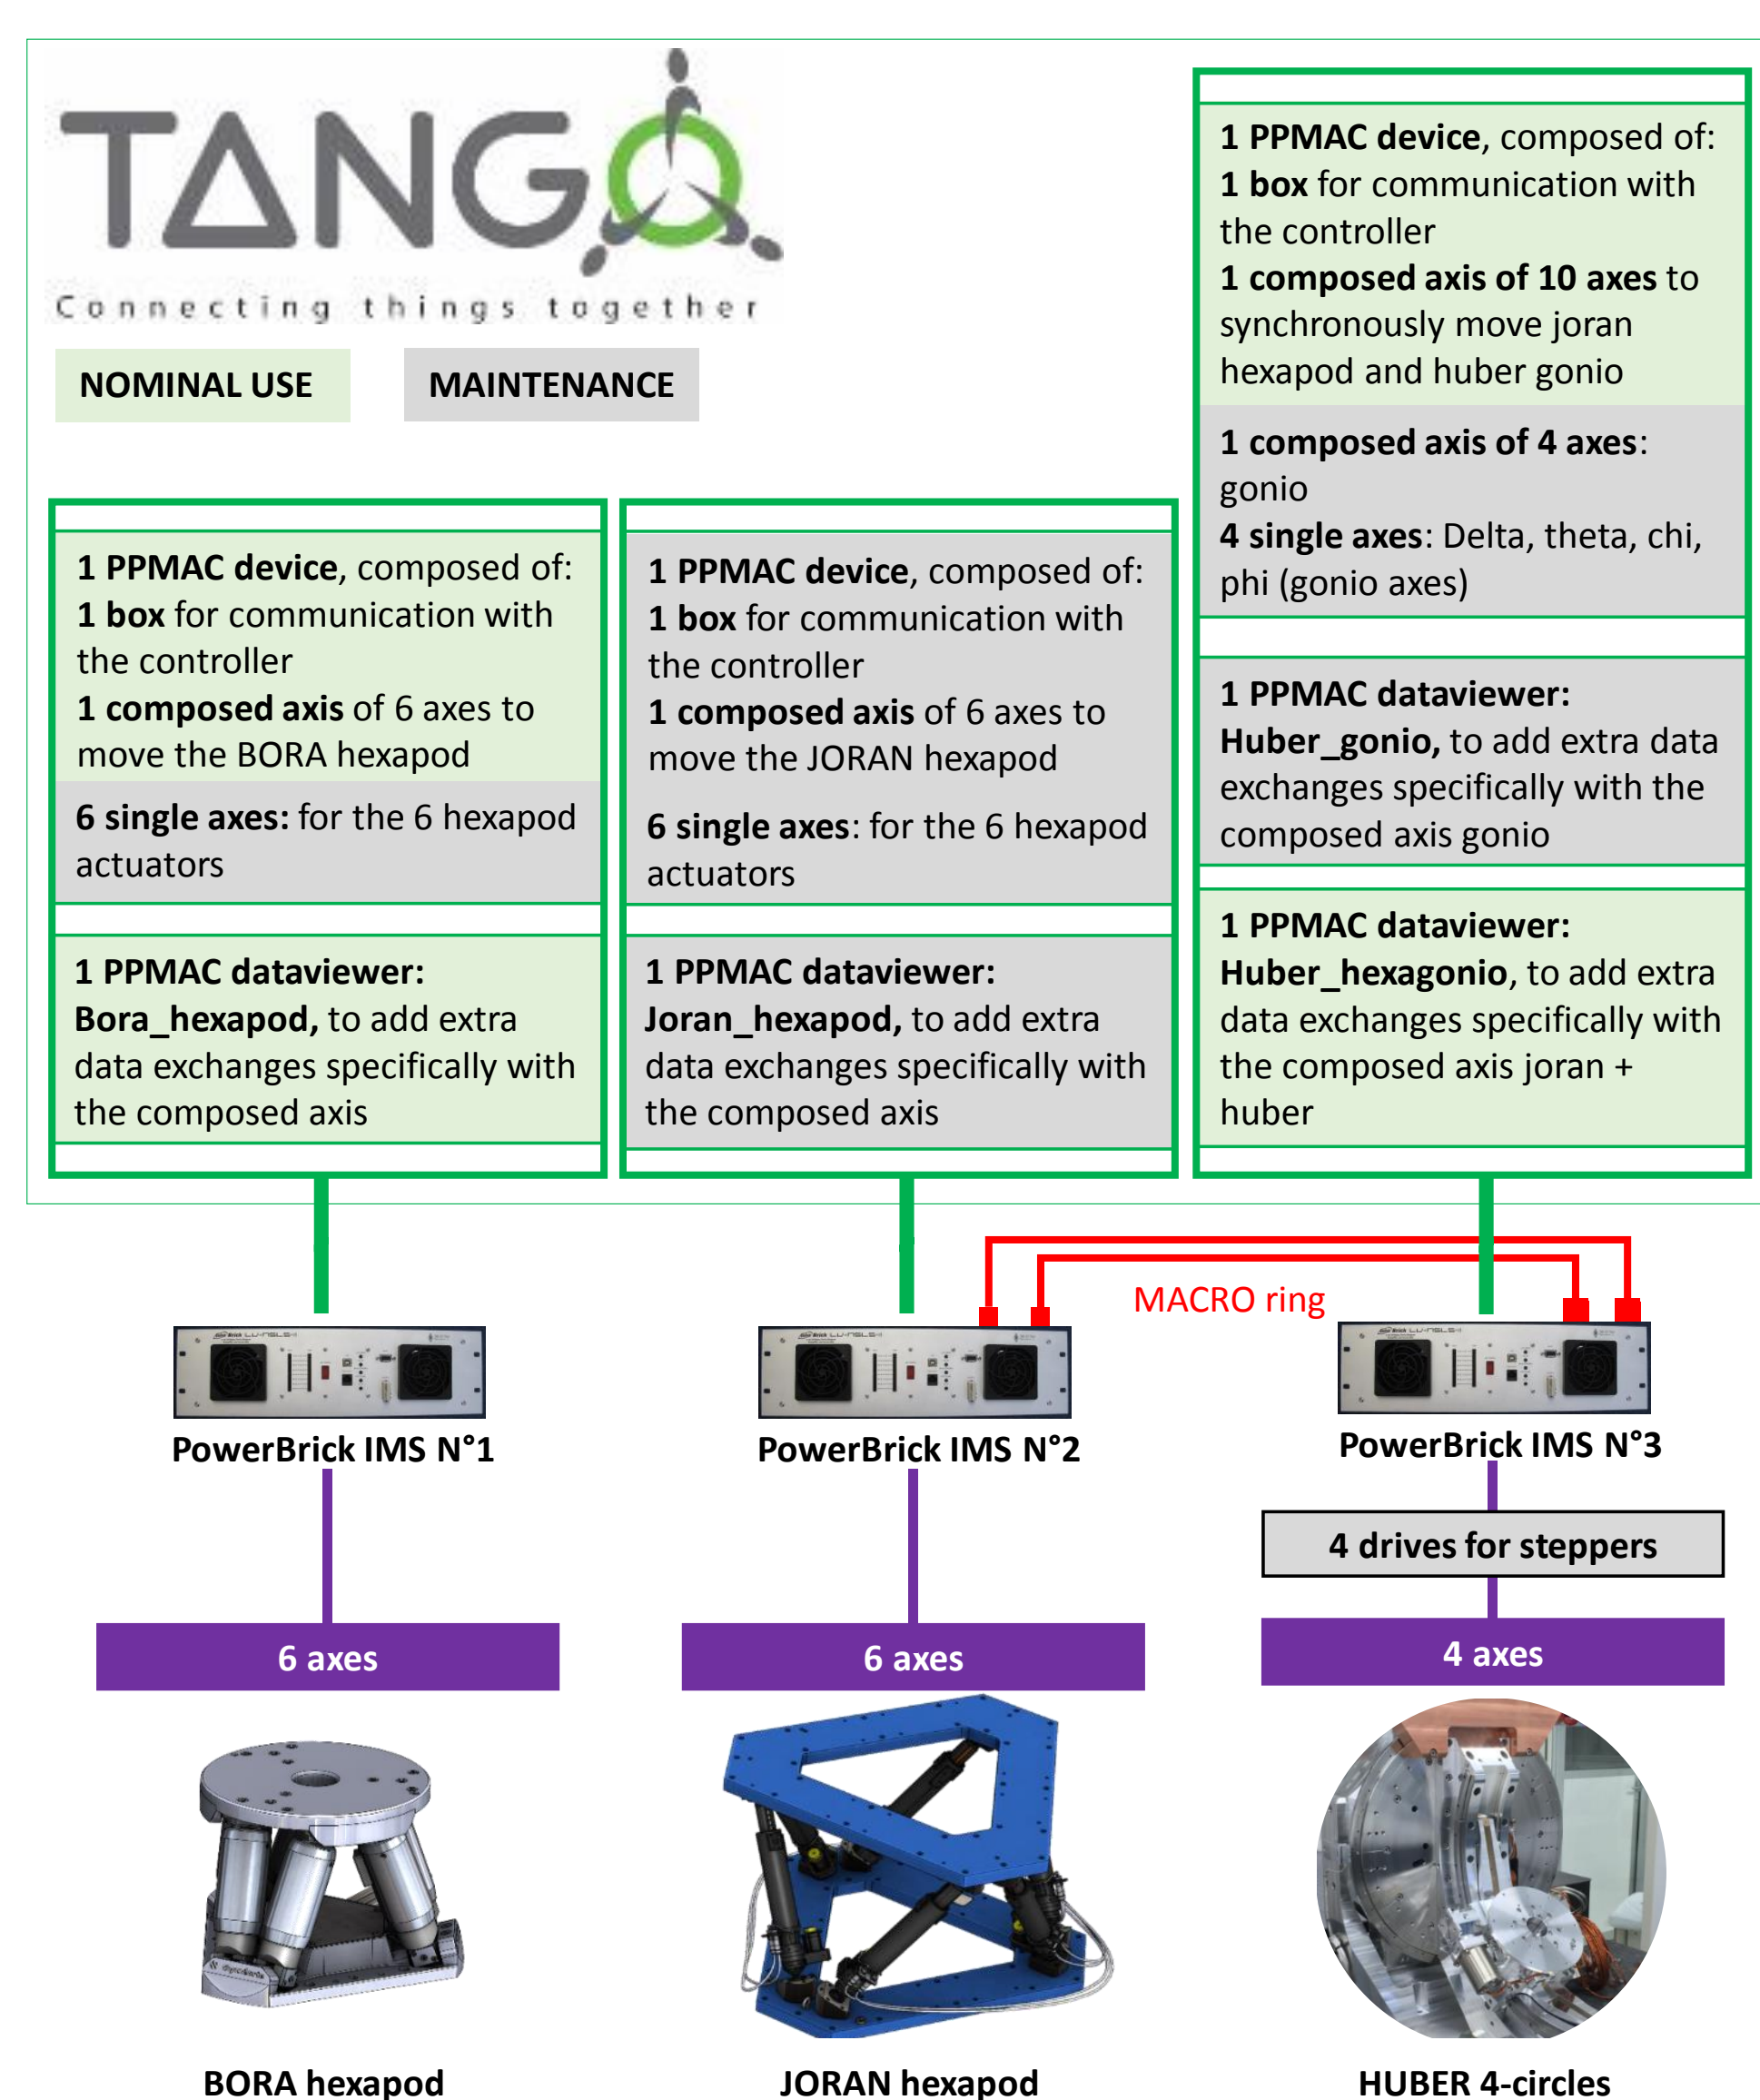 TANGO
Connecting things together
NOMINAL USE
MAINTENANCE
1 PPMAC device, composed of:
1 box for communication with
the controller
1 composed axis of 6 axes to
move the BORA hexapod
6 single axes: for the 6 hexapod
actuators
1 PPMAC dataviewer:
Bora_hexapod, to add extra
data exchanges specifically with
the composed axis
1 PPMAC device, composed of:
1 box for communication with
the controller
1 composed axis of 6 axes to
move the JORAN hexapod
6 single axes: for the 6 hexapod
actuators
1 PPMAC dataviewer:
Joran_hexapod, to add extra
data exchanges specifically with
the composed axis
1 PPMAC device, composed of:
1 box for communication with
the controller
1 composed axis of 10 axes to
synchronously move joran
hexapod and huber gonio
1 composed axis of 4 axes:
gonio
4 single axes: Delta, theta, chi,
phi (gonio axes)
1 PPMAC dataviewer:
Huber_gonio, to add extra data
exchanges specifically with the
composed axis gonio
1 PPMAC dataviewer:
Huber_hexagonio, to add extra
data exchanges specifically with
the composed axis joran +
huber
MACRO ring
PowerBrick IMS N°1
PowerBrick IMS N°2
PowerBrick IMS N°3
4 drives for steppers
6 axes
6 axes
4 axes
BORA hexapod
JORAN hexapod
HUBER 4-circles